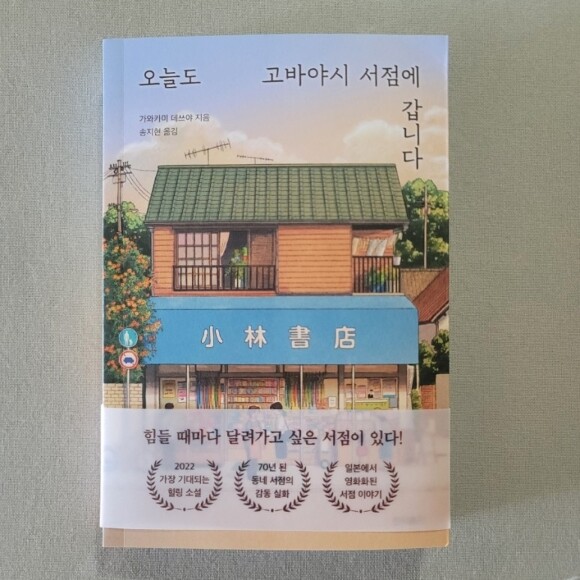 오늘도 고바야시 서점에
갑니다
가와카미 데쓰야 지음
송지현 옮김
小林書店
힘들 때마다 달려가고 싶은 서점이 있다!
2022
가장 기대되는
힐링 소설
70년 된
동네 서점의
감동 실화
일본에서
영화화된
서점 이야기